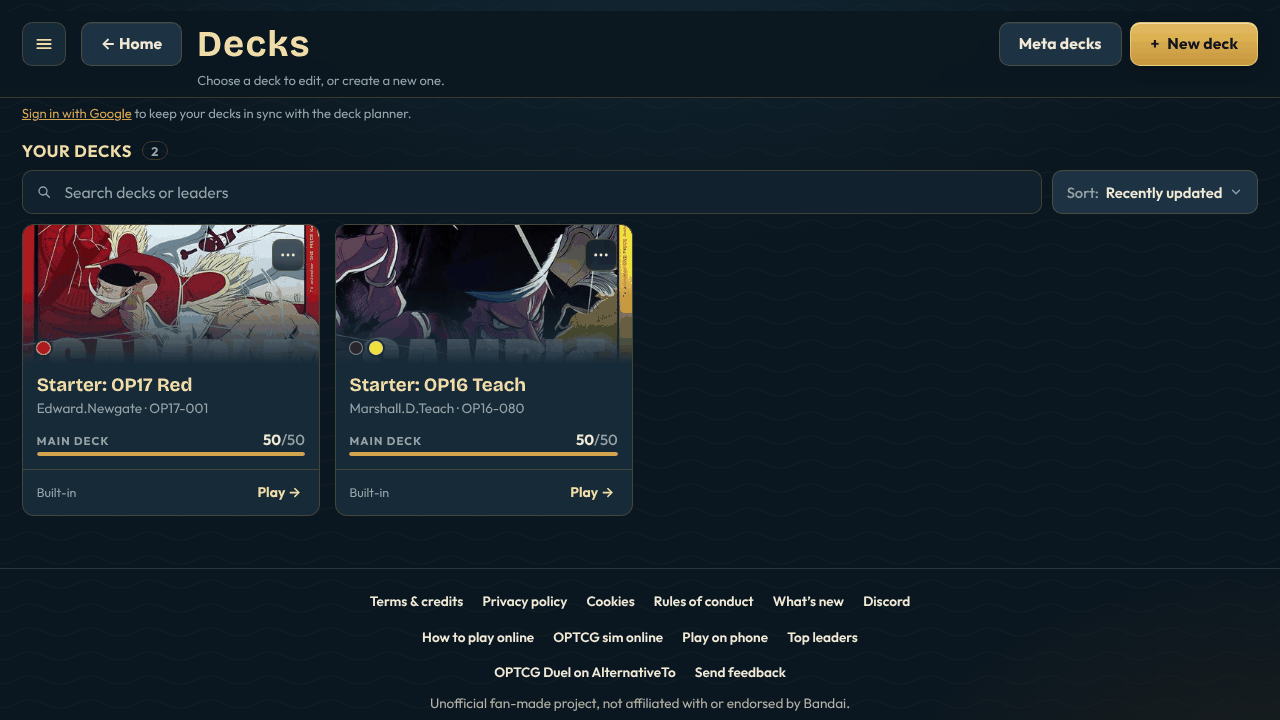 ← Home
Decks
Meta decks
+ New deck
Choose a deck to edit, or create a new one.
Sign in with Google to keep your decks in sync with the deck planner.
YOUR DECKS 2
Search decks or leaders
Sort: Recently updated
Starter: OP17 Red
Edward.Newgate · OP17-001
MAIN DECK 50/50
Built-in Play →
Starter: OP16 Teach
Marshall.D.Teach · OP16-080
MAIN DECK 50/50
Built-in Play →
Terms & credits Privacy policy Cookies Rules of conduct What's new Discord
How to play online OPTCG sim online Play on phone Top leaders
OPTCG Duel on AlternativeTo Send feedback
Unofficial fan-made project, not affiliated with or endorsed by Bandai.